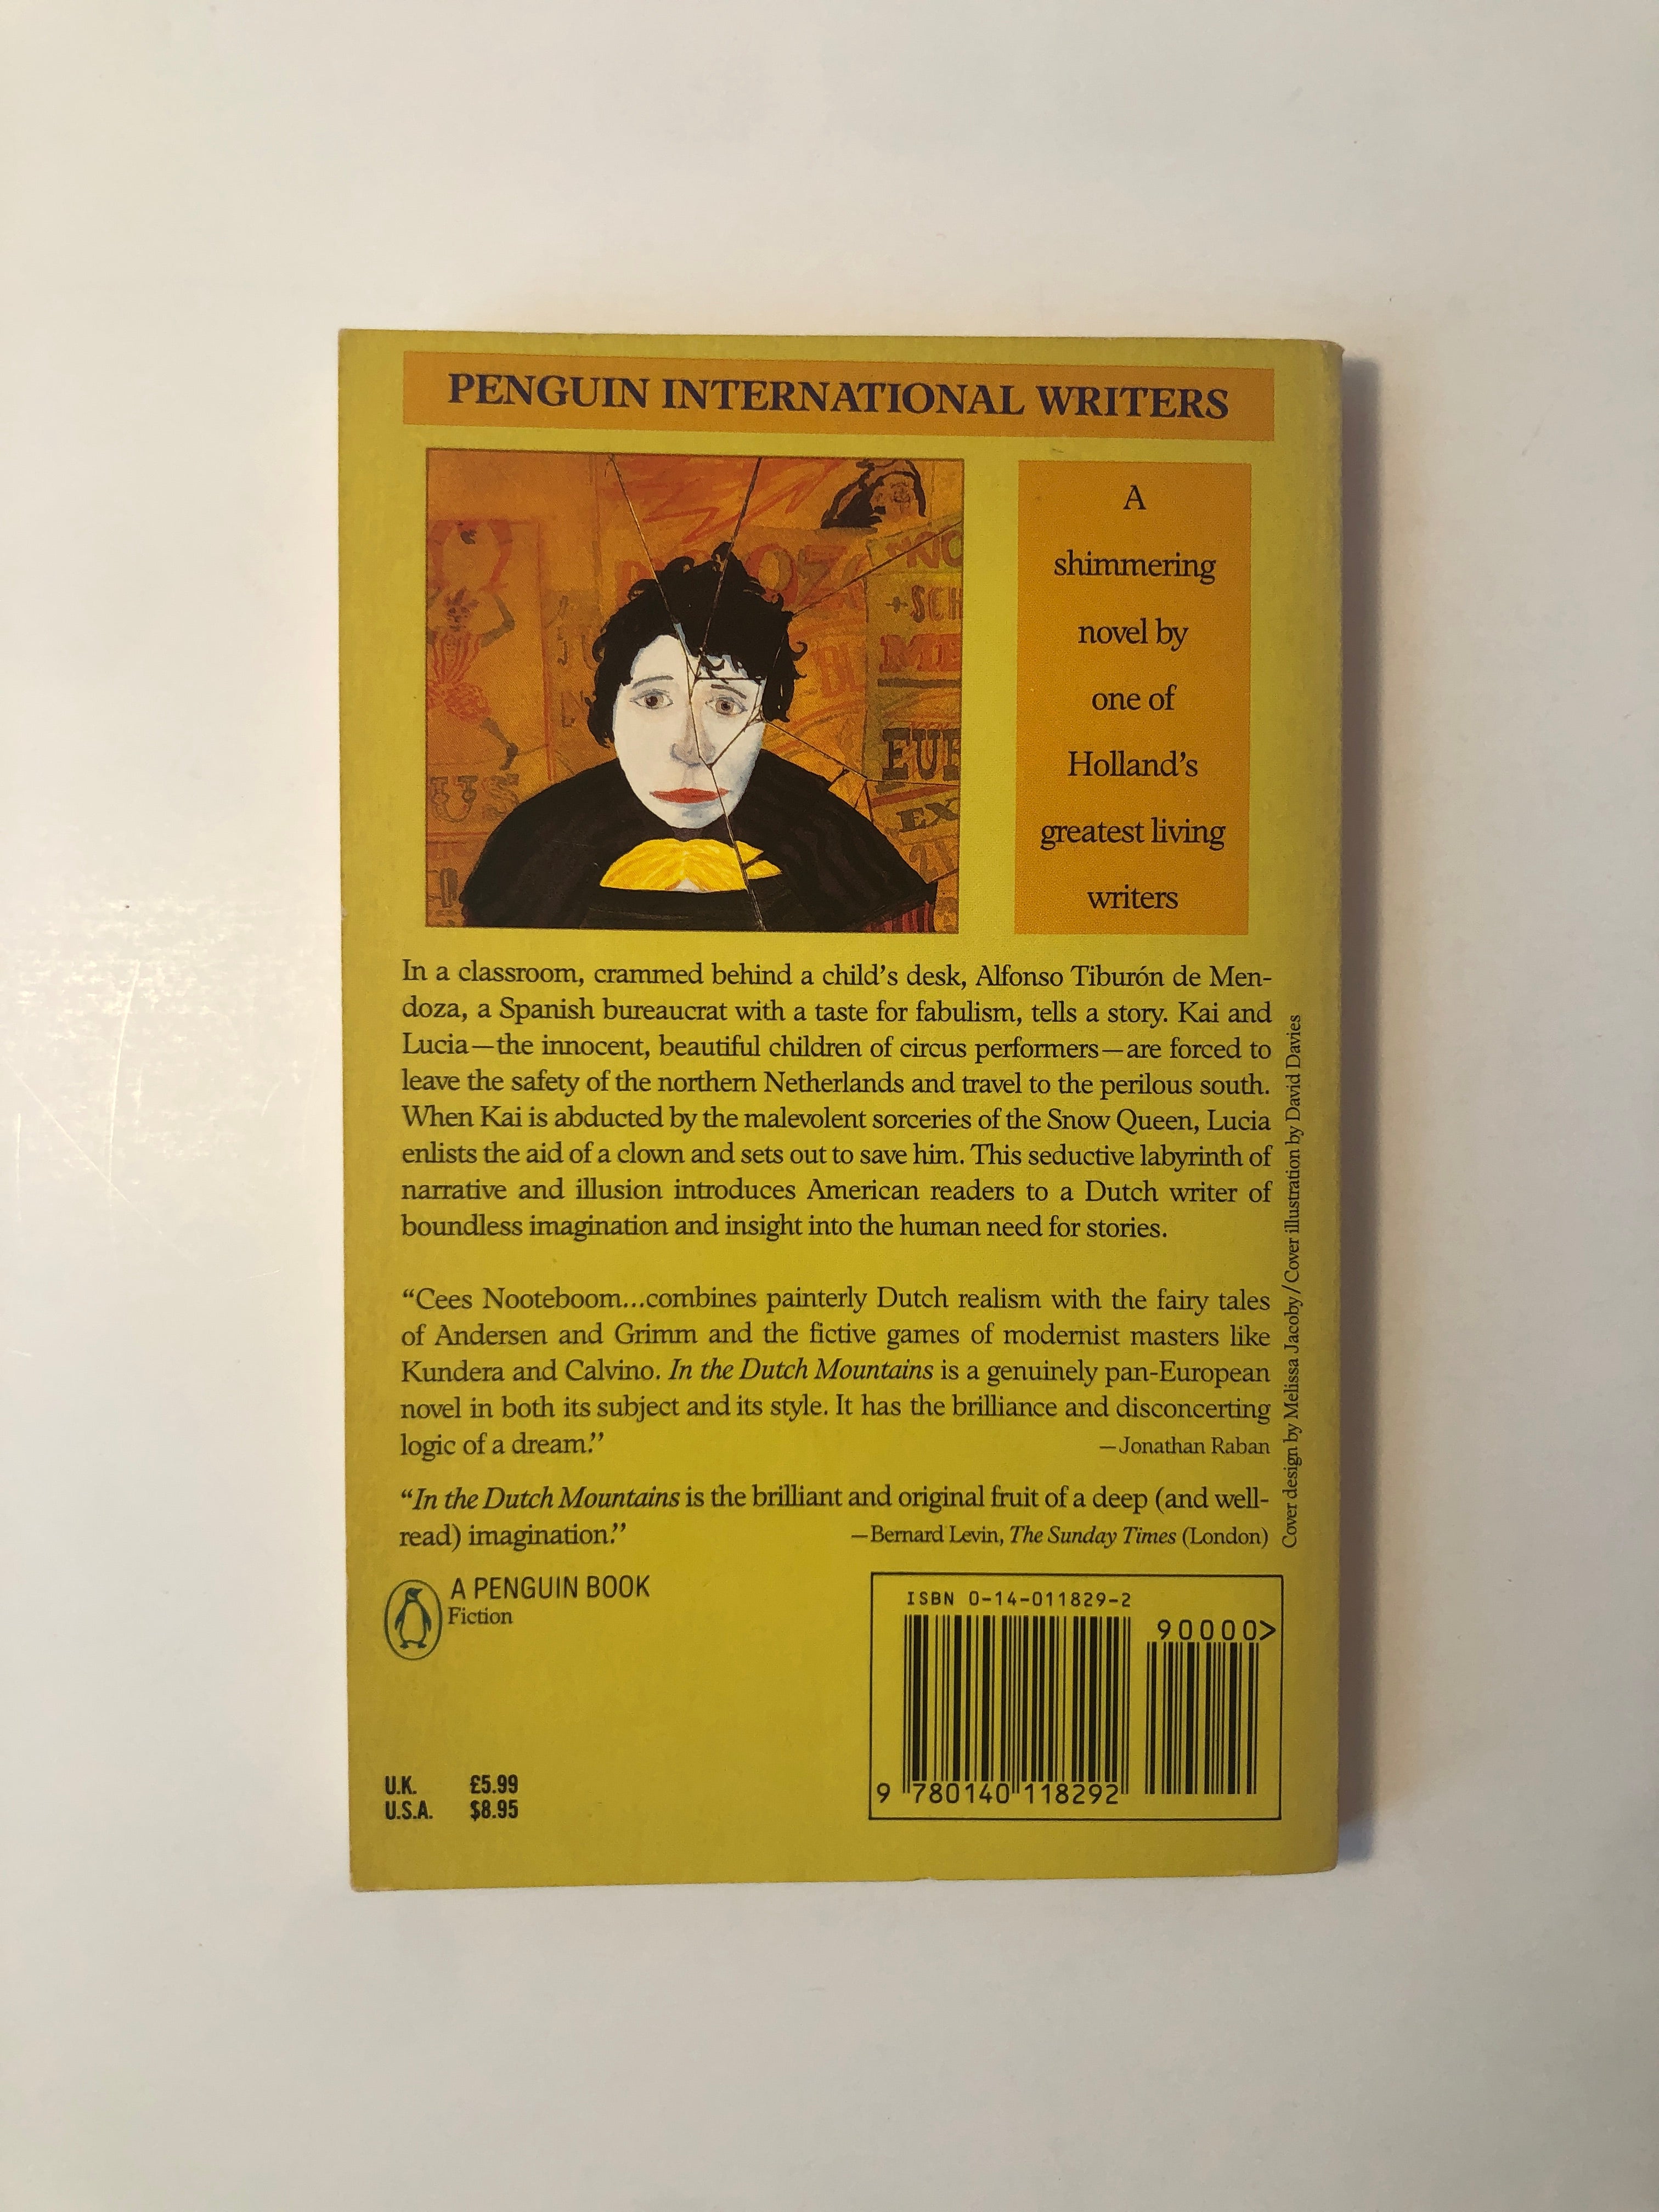 PENGUIN INTERNATIONAL WRITERS
A
shimmering
novel by
one of
Holland's
greatest living
writers
+SCH
EUR
EX
US
In a classroom, crammed behind a child's desk, Alfonso Tiburón de Men-
doza, a Spanish bureaucrat with a taste for fabulism, tells a story. Kai and
Lucia—the innocent, beautiful children of circus performers—are forced to
leave the safety of the northern Netherlands and travel to the perilous south.
When Kai is abducted by the malevolent sorceries of the Snow Queen, Lucia
enlists the aid of a clown and sets out to save him. This seductive labyrinth of
narrative and illusion introduces American readers to a Dutch writer of
boundless imagination and insight into the human need for stories.
“Cees Nooteboom...combines painterly Dutch realism with the fairy tales
of Andersen and Grimm and the fictive games of modernist masters like
Kundera and Calvino. In the Dutch Mountains is a genuinely pan-European
novel in both its subject and its style. It has the brilliance and disconcerting
logic of a dream.” —Jonathan Raban
“In the Dutch Mountains is the brilliant and original fruit of a deep (and well-
read) imagination.” —Bernard Levin, The Sunday Times (London)
Cover design by Melissa Jacoby/Cover illustration by David Davies
A PENGUIN BOOK
Fiction
ISBN 0-14-011829-2
90000>
9 780140 118292
U.K. £5.99
U.S.A. $8.95